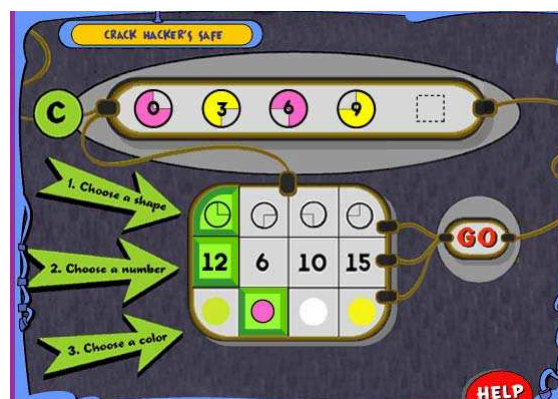 CRACK HACKER'S SAFE
C 0 3 6 9
1. Choose a shape
2. Choose a number
12 6 10 15
GO
3. Choose a color
HELP